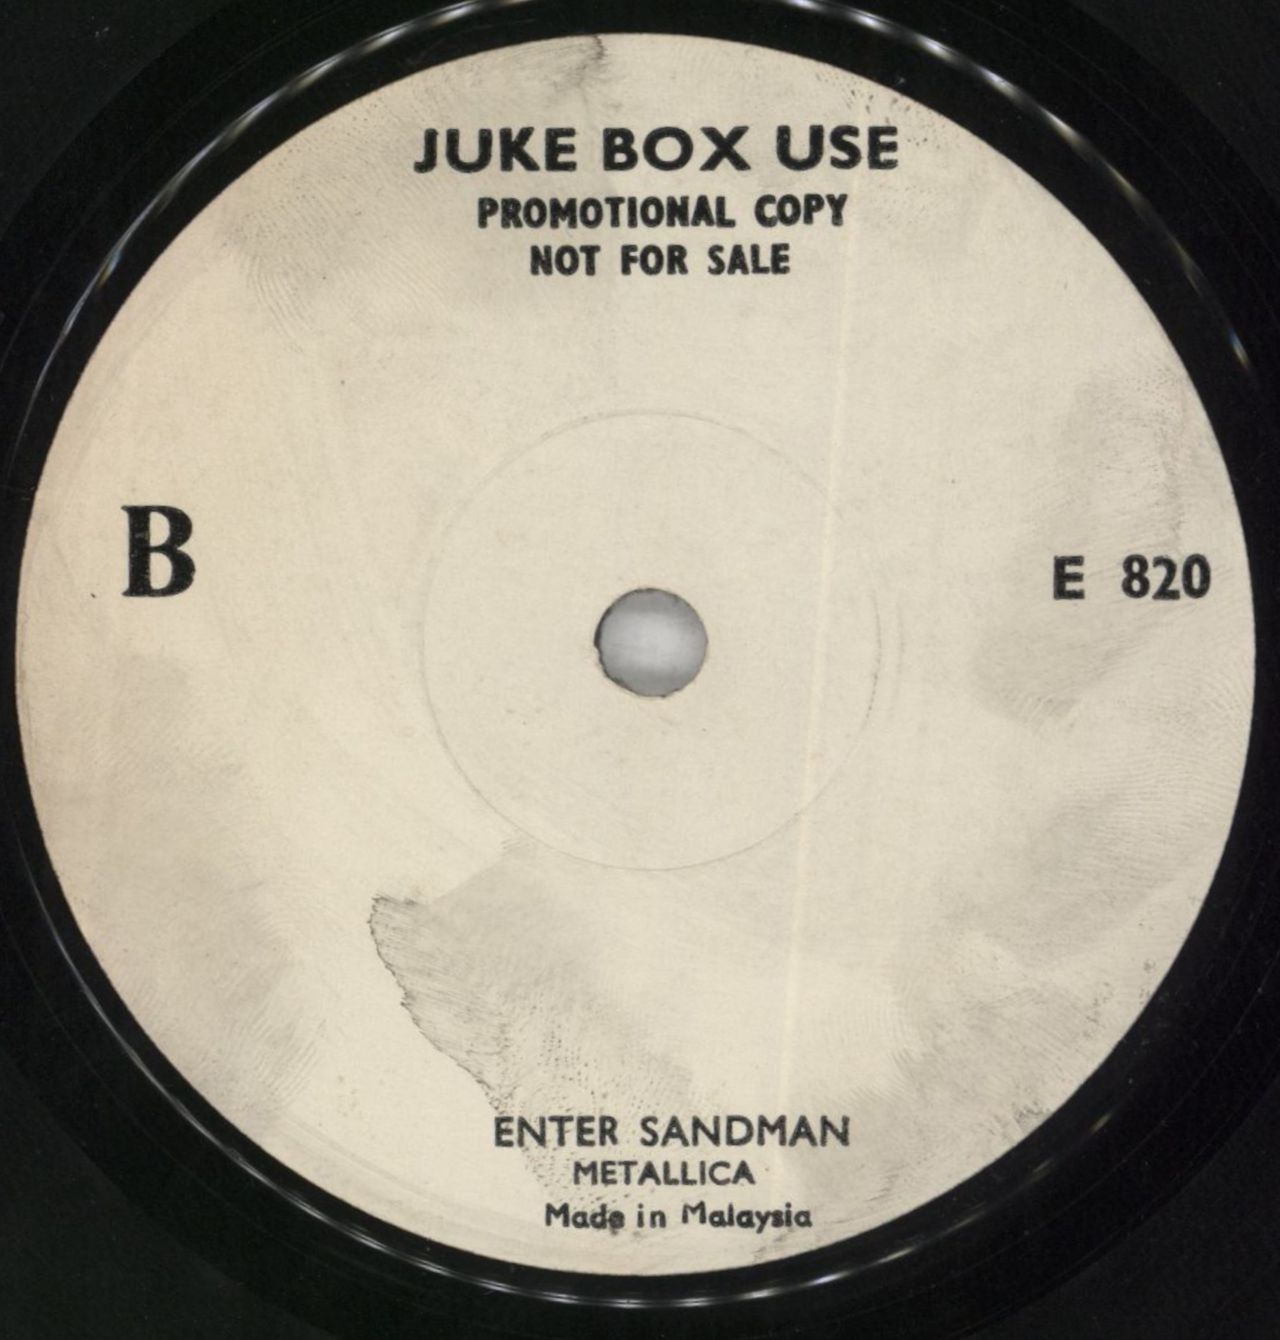 JUKE BOX USE
PROMOTIONAL COPY
NOT FOR SALE
B
E 820
ENTER SANDMAN
METALLICA
Made in Malaysia